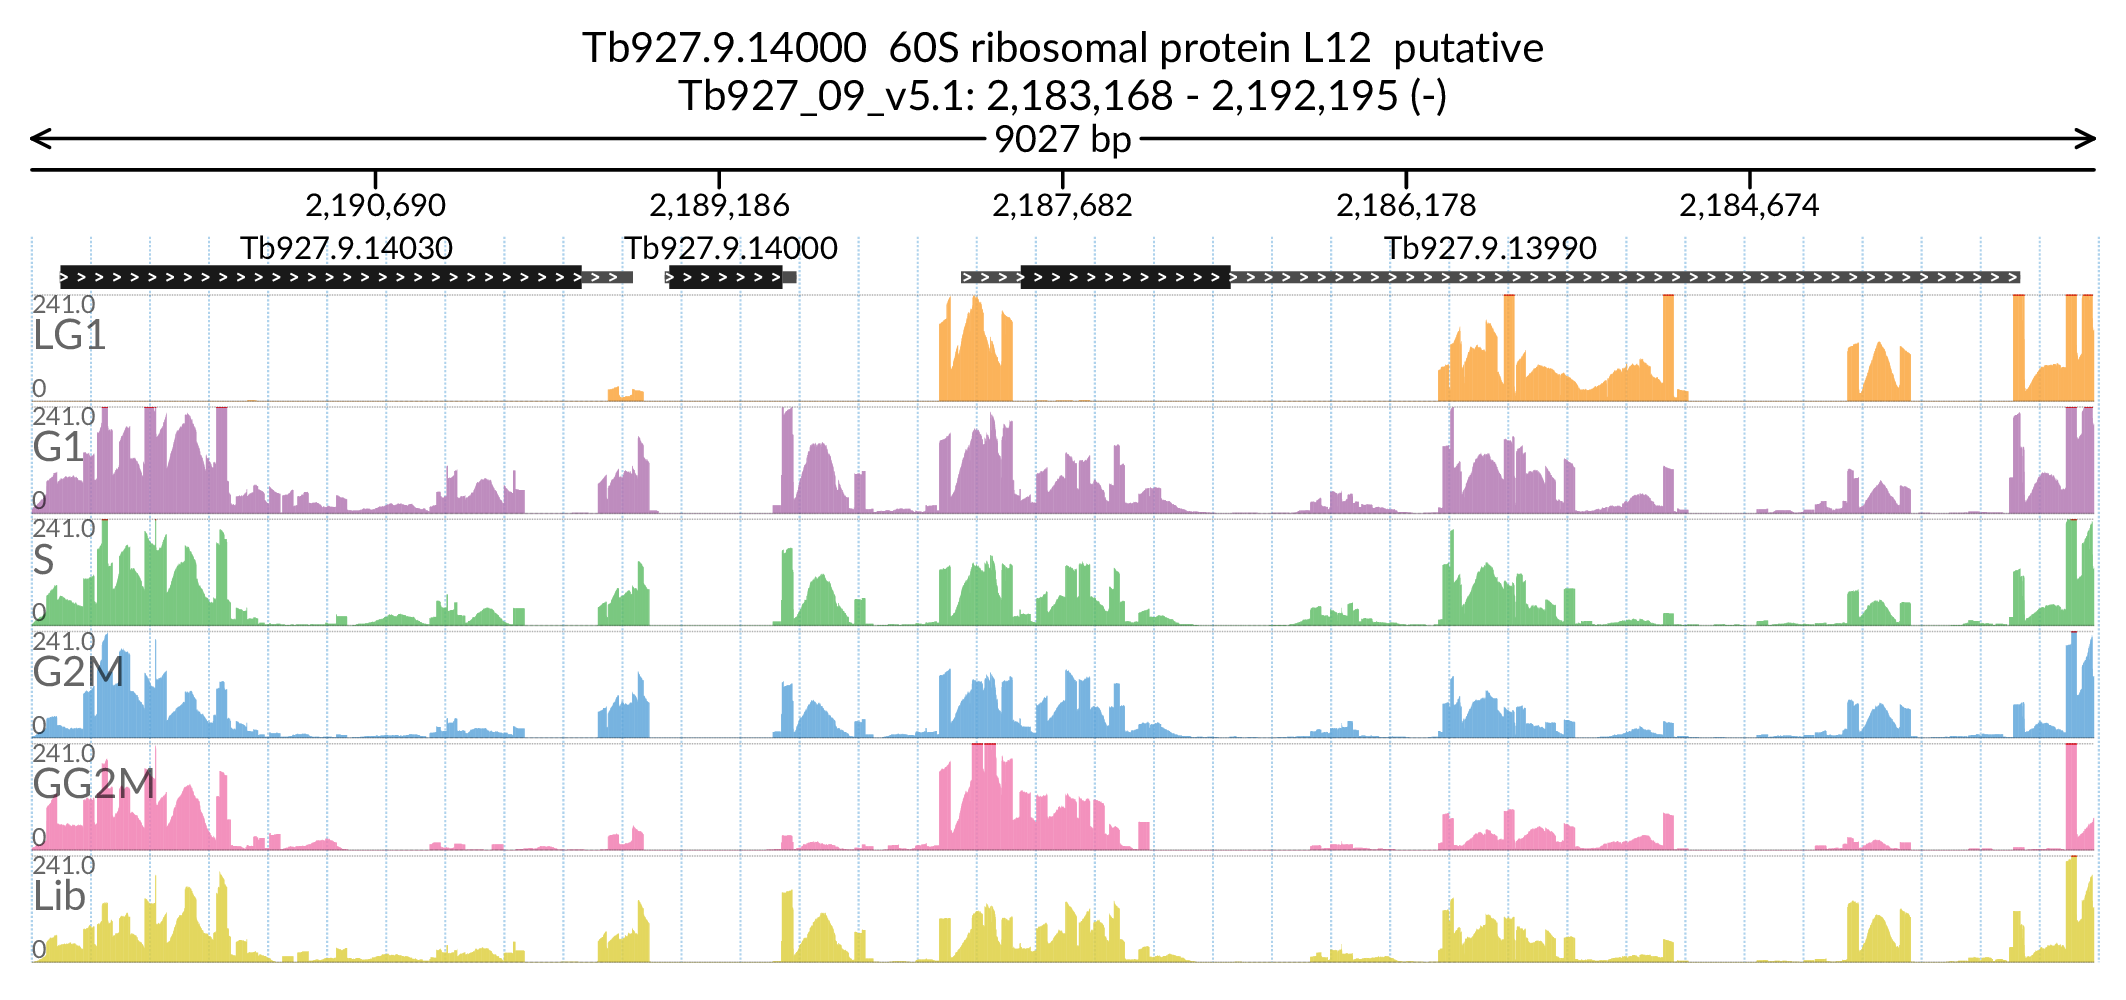 Tb927.9.14000 60S ribosomal protein L12 putative
Tb927_09_v5.1: 2,183,168 - 2,192,195 (-)
9027 bp
2,190,690 2,189,186 2,187,682 2,186,178 2,184,674
Tb927.9.14030 Tb927.9.14000 Tb927.9.13990
241.0
LG1
0
241.0
G1
0
241.0
S
0
241.0
G2M
0
241.0
GG2M
0
241.0
Lib
0